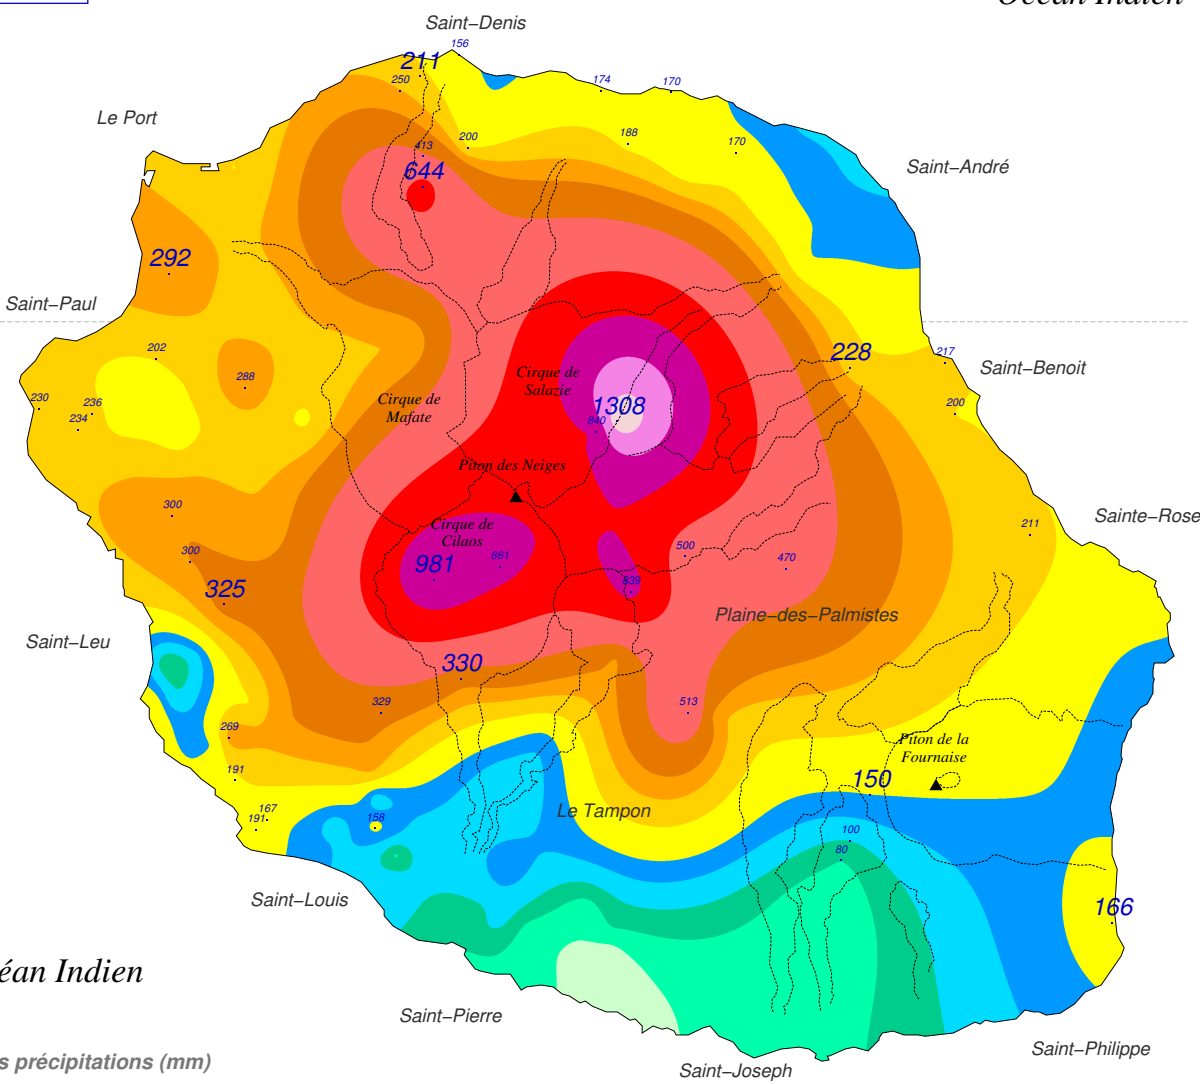 Océan Indien
Saint–Denis
156
211
250
174
170
Le Port
413
200
188
170
644
Saint–André
292
Saint–Paul
202
288
228
217
Saint–Benoit
Cirque de
Salazie
230
236
234
Cirque de
Mafate
1308
840
200
Piton des Neiges
300
Cirque de
Cilaos
Sainte–Rose
211
300
981
861
500
470
325
839
Plaine–des–Palmistes
Saint–Leu
330
329
513
269
Piton de la
Fournaise
191
150
167
191
158
Le Tampon
100
80
Saint–Louis
166
éan Indien
Saint–Pierre
s précipitations (mm)
Saint–Joseph
Saint–Philippe